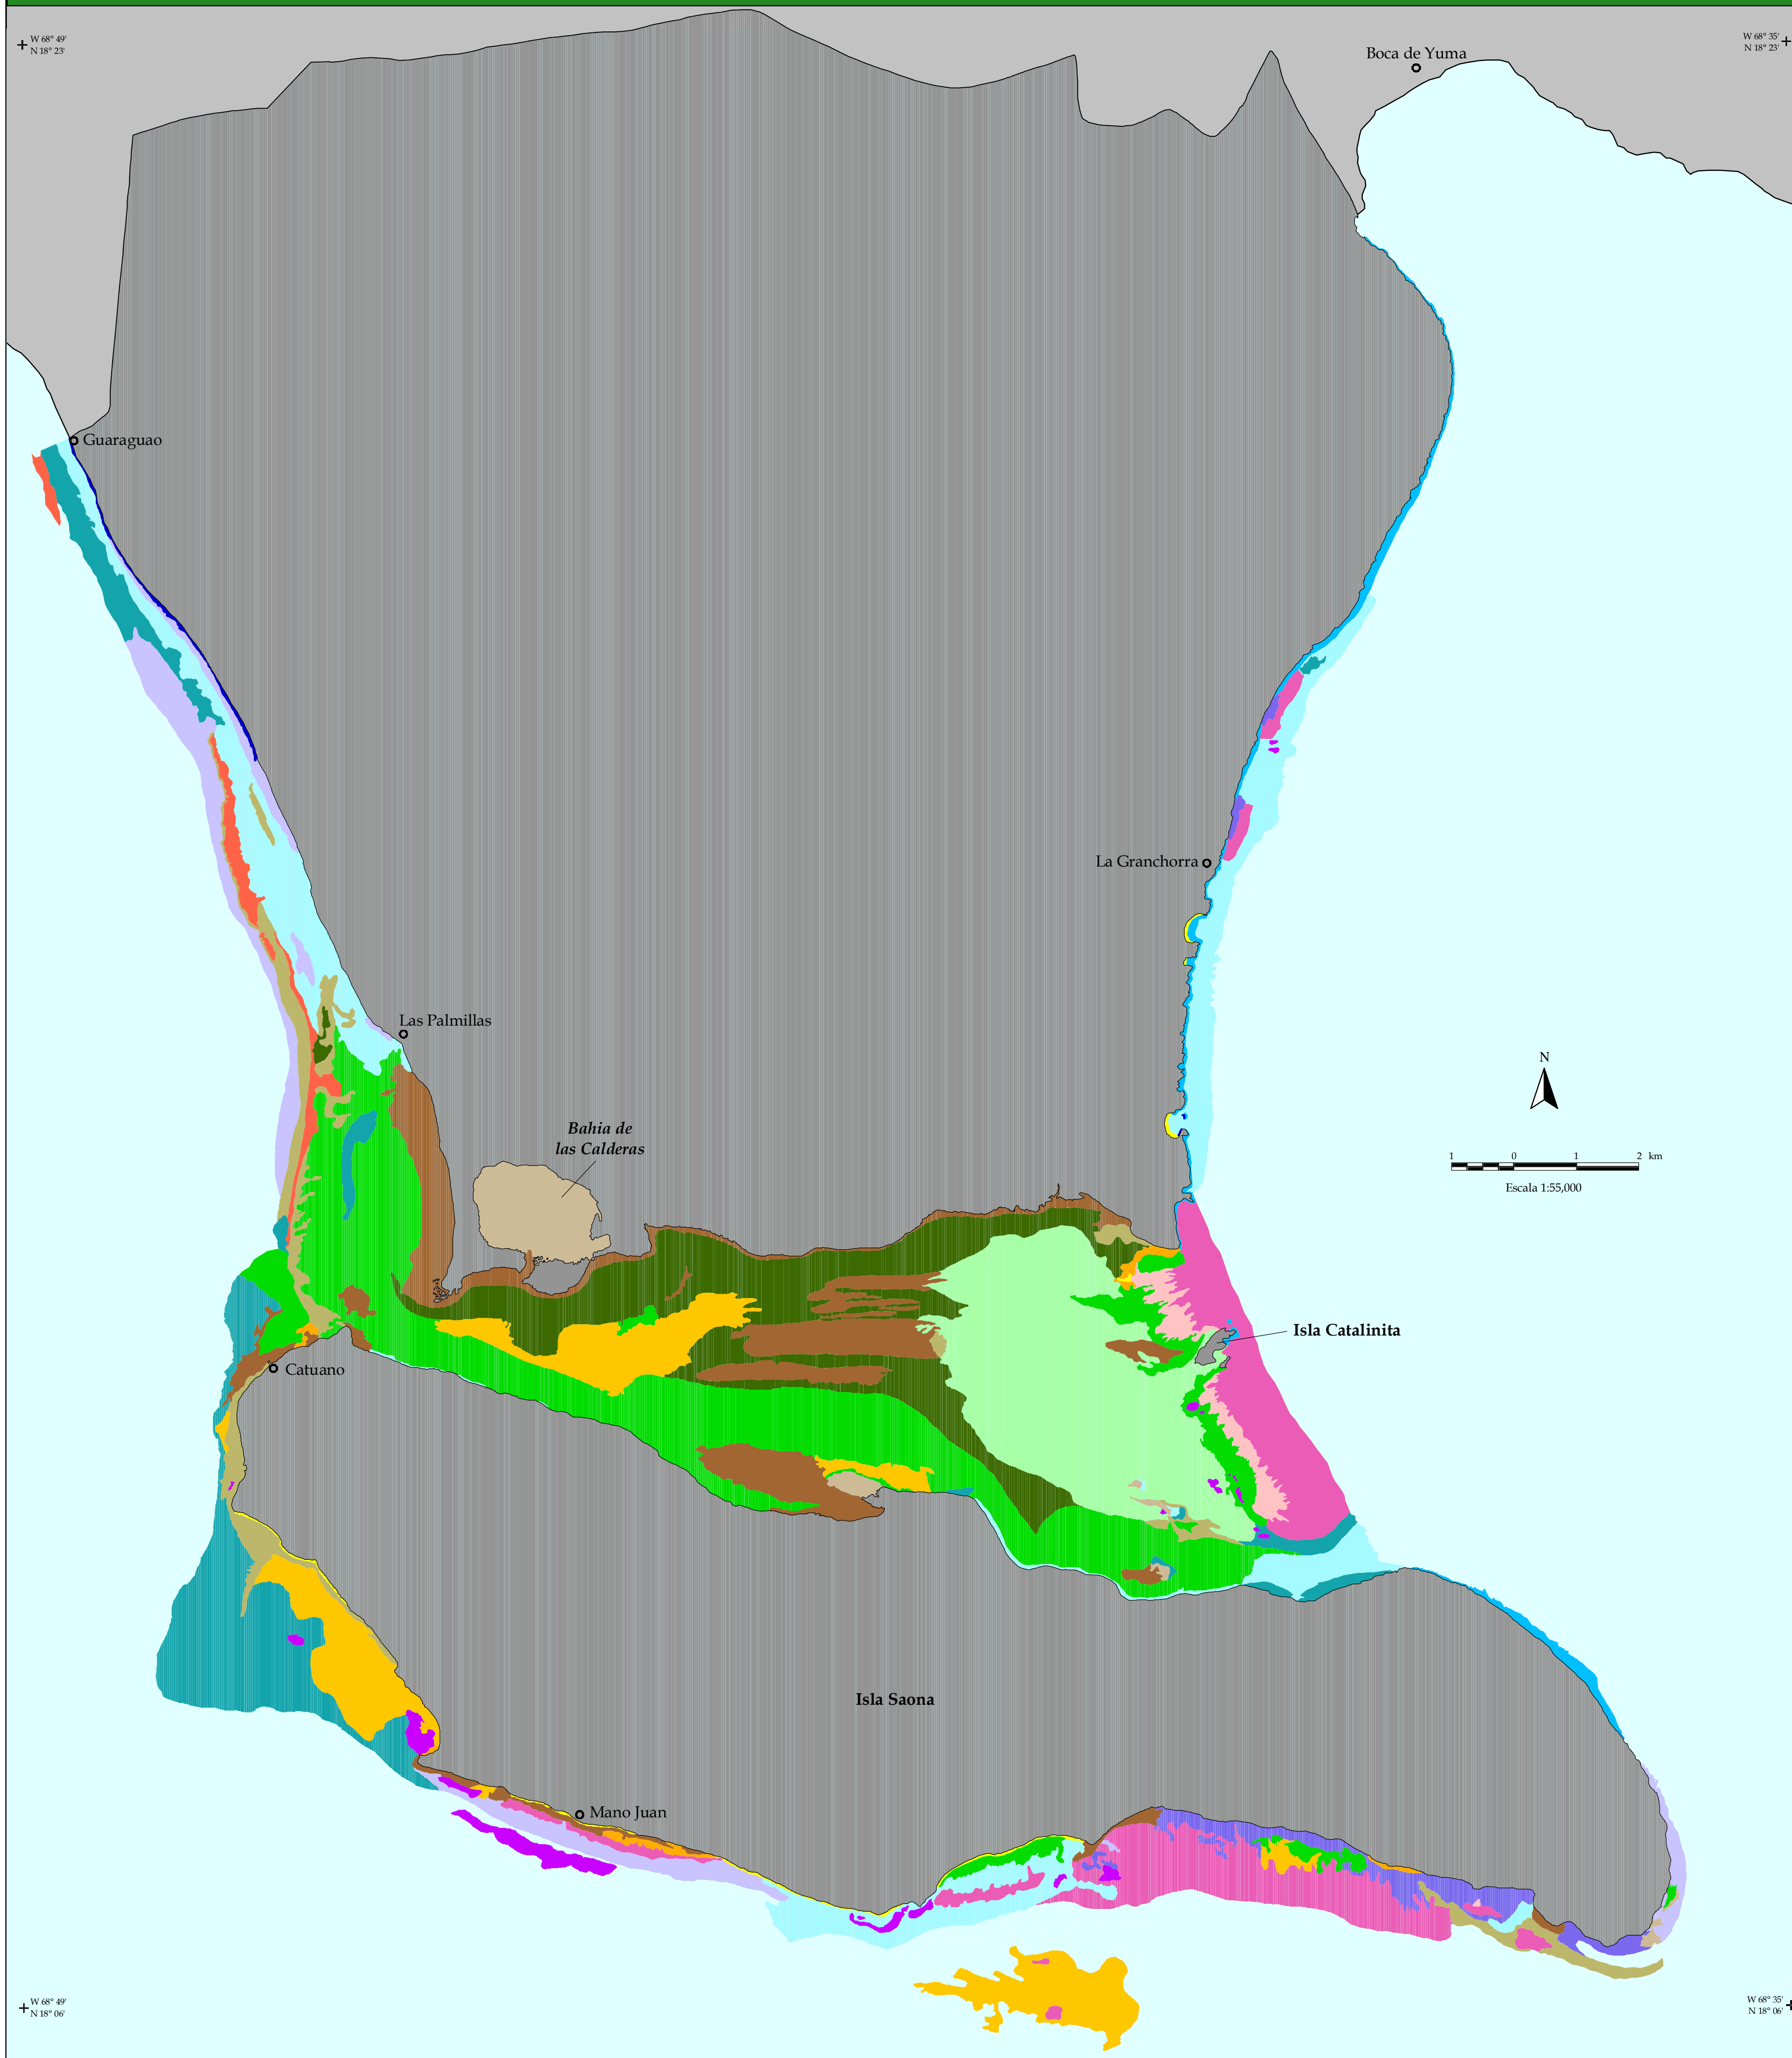 W 68° 49'
N 18° 23'
W 68° 35'
N 18° 23'
Boca de Yuma
Guaraguao
La Granchorra
Las Palmillas
N
Bahia de
las Calderas
1 0 1 2 km
Escala 1:55,000
Isla Catalinita
Catuano
Isla Saona
Mano Juan
W 68° 49'
N 18° 06'
W 68° 35'
N 18° 06'